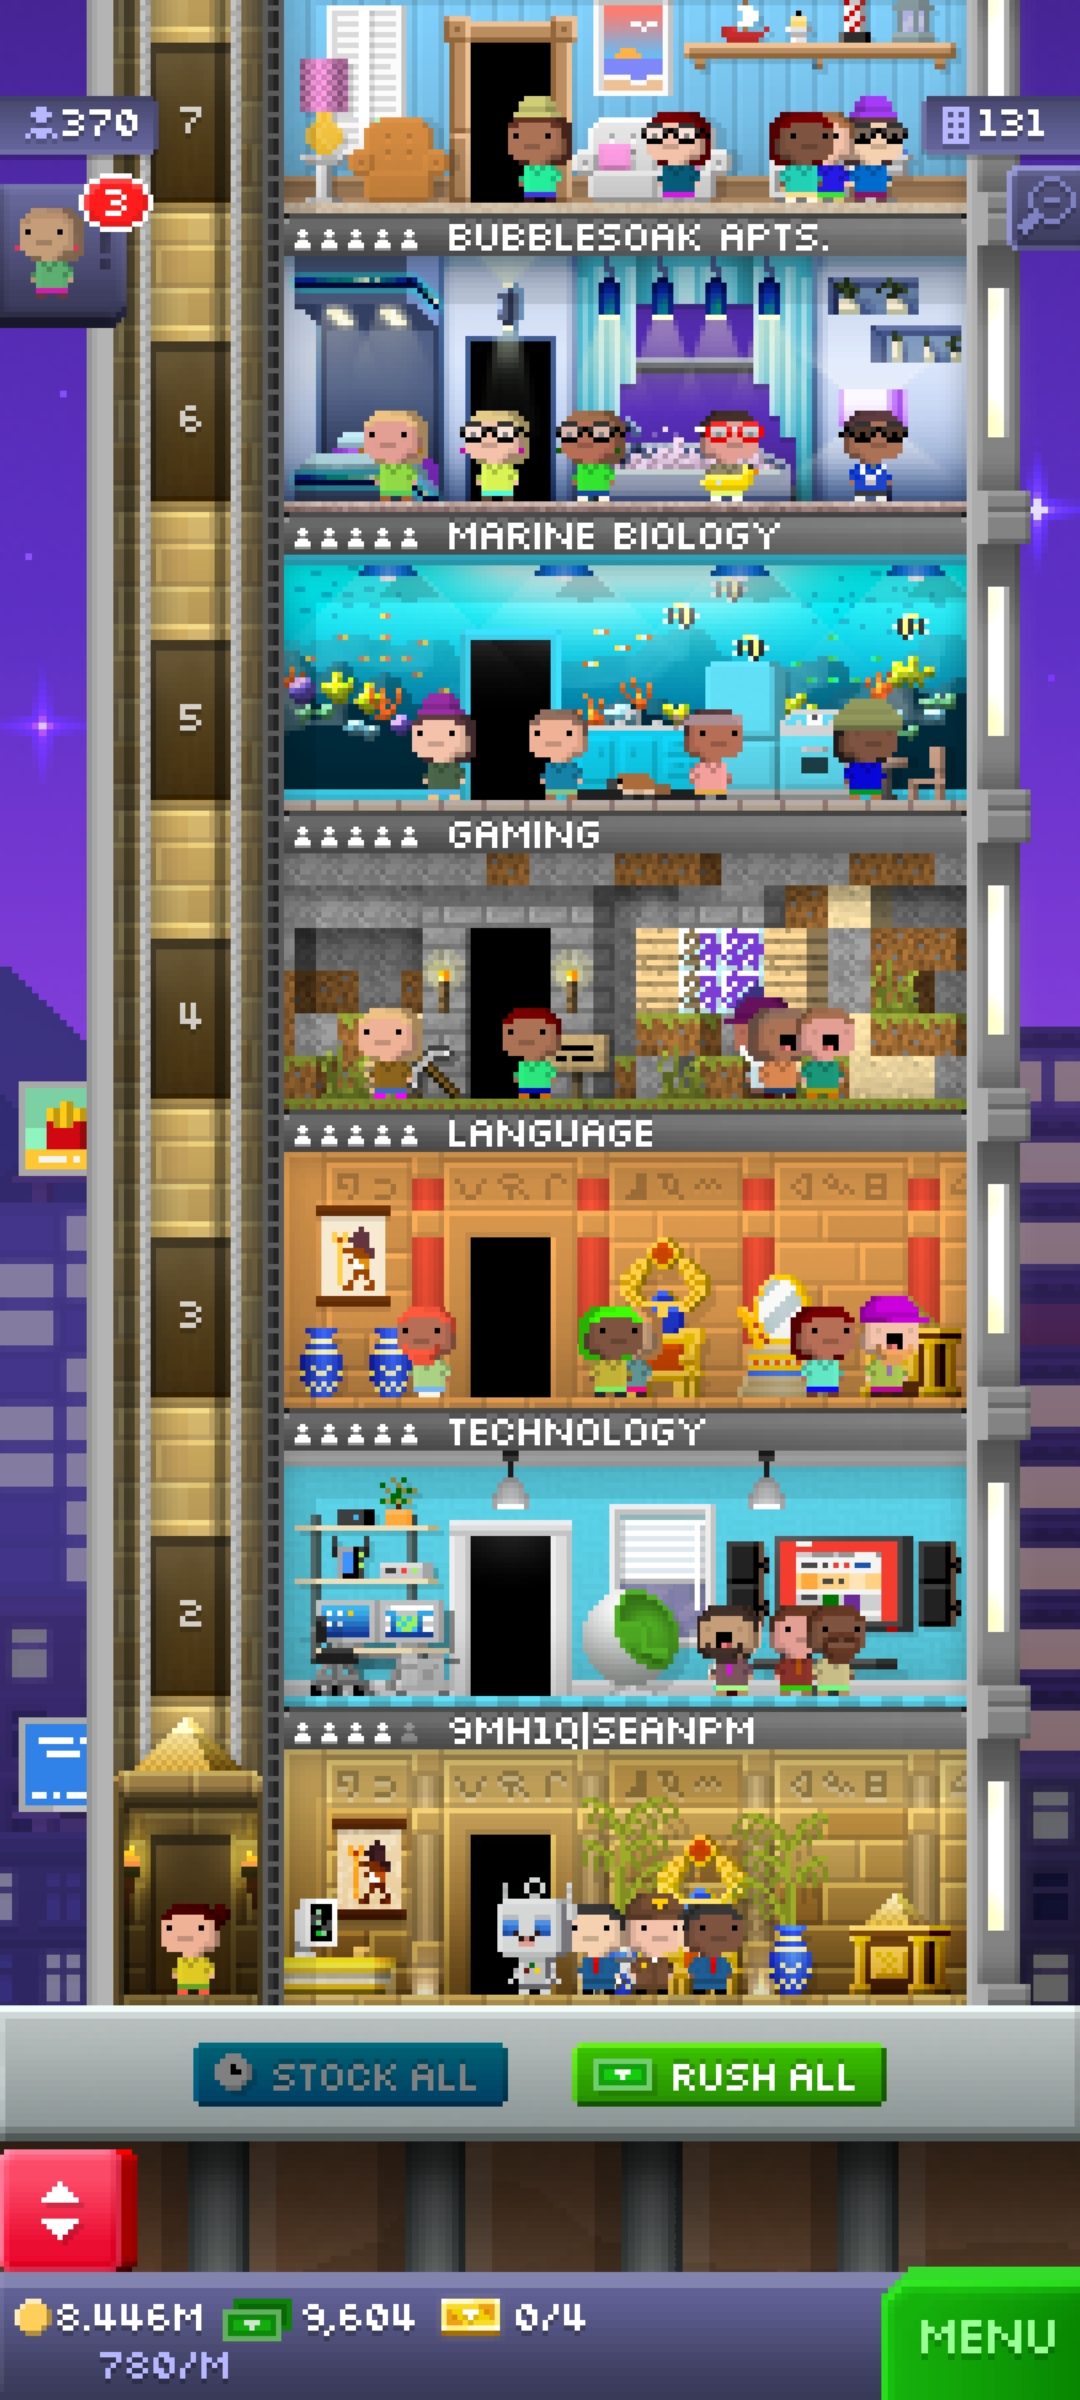 370
7
131
3
BUBBLESOAK APTS.
6
MARINE BIOLOGY
5
GAMING
4
LANGUAGE
3
TECHNOLOGY
2
9MH1Q|SEANPM
STOCK ALL
RUSH ALL
8.446M 9,604 0/4
780/M
MENU